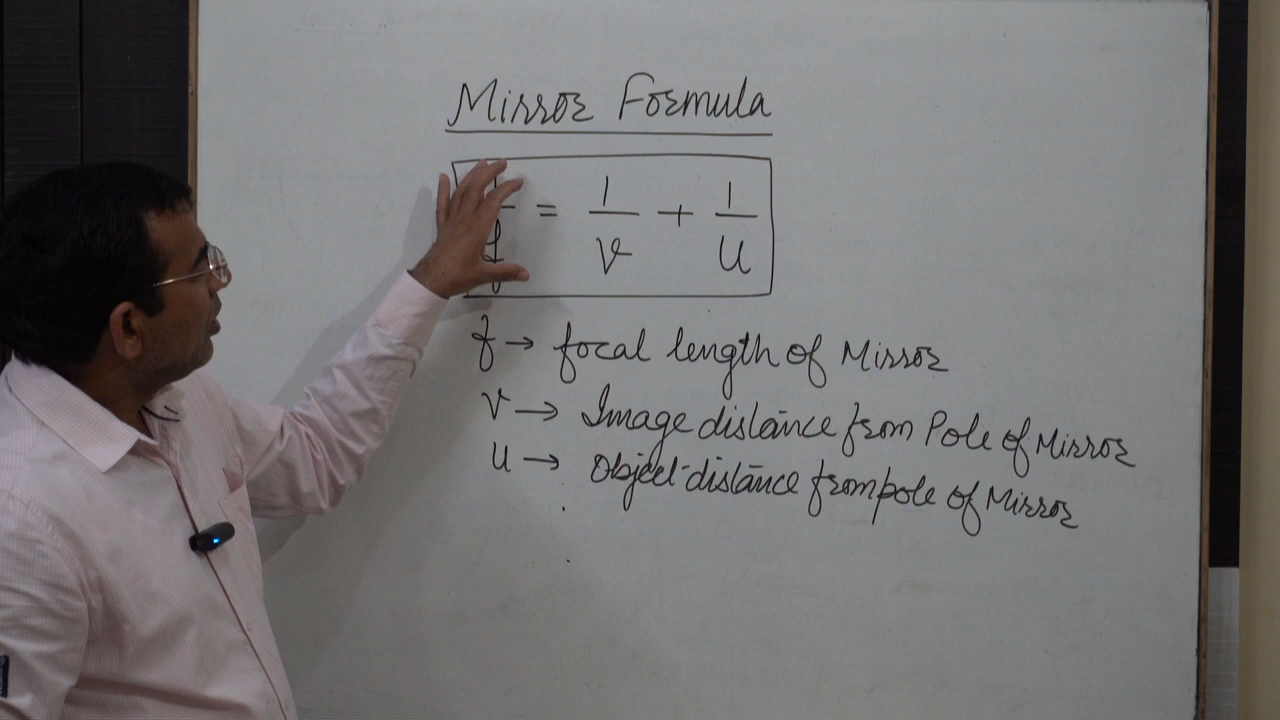 Mirror Formula
1/f = 1/v + 1/u
f → focal length of Mirror
v → Image distance from Pole of Mirror
u → Object distance from pole of Mirror